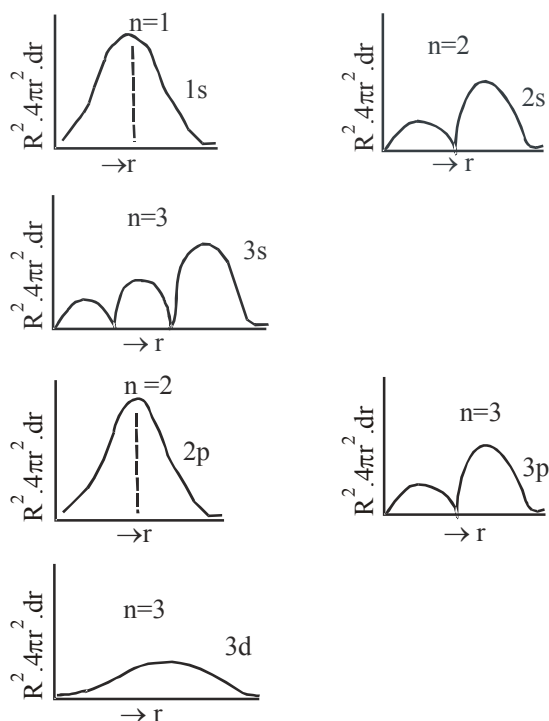 n=1
R².4πr².dr
1s
→r
n=2
R².4πr².dr
2s
→ r
n=3
R².4πr².dr
3s
→ r
n =2
R².4πr².dr
2p
→r
n=3
R².4πr².dr
3p
→ r
n=3
R².4πr².dr
3d
→ r